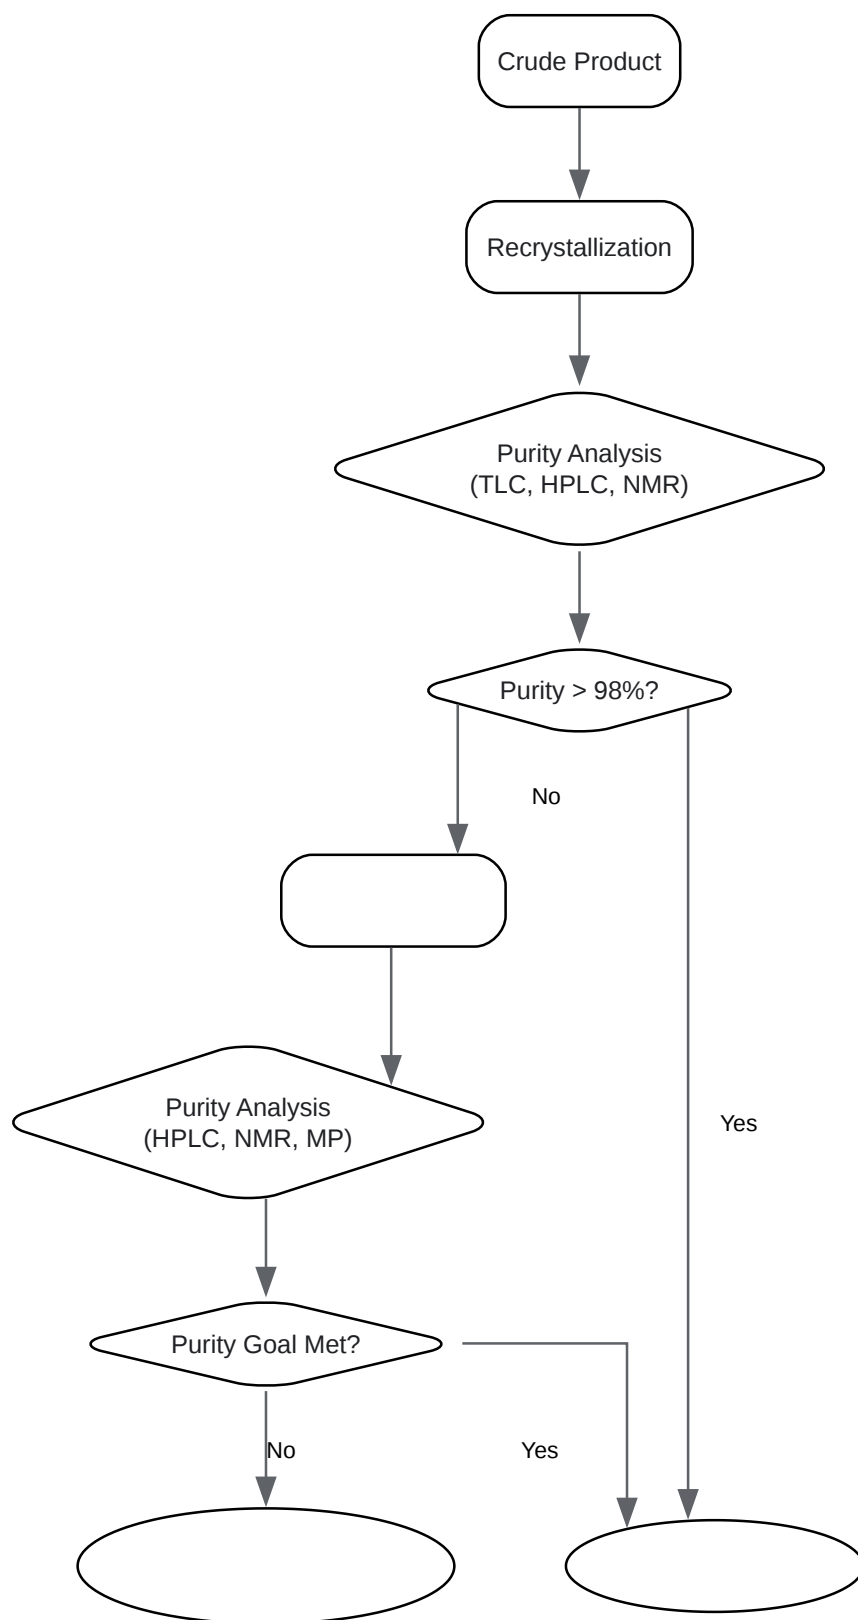 Crude Product
Recrystallization
Purity Analysis
(TLC, HPLC, NMR)
Purity > 98%?
No
Purity Analysis
(HPLC, NMR, MP)
Yes
Purity Goal Met?
No
Yes